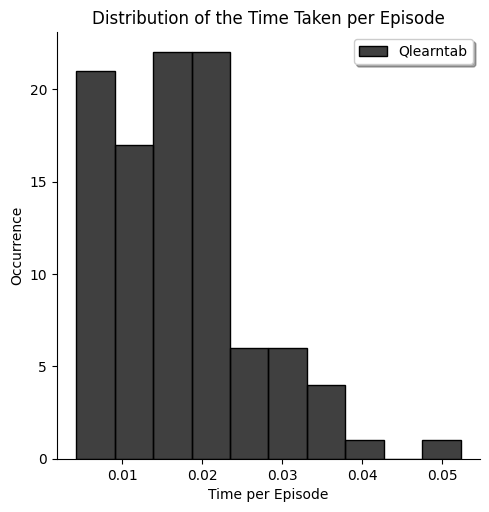 Distribution of the Time Taken per Episode
Qlearntab
Occurrence
20
15
10
5
0
0.01 0.02 0.03 0.04 0.05
Time per Episode